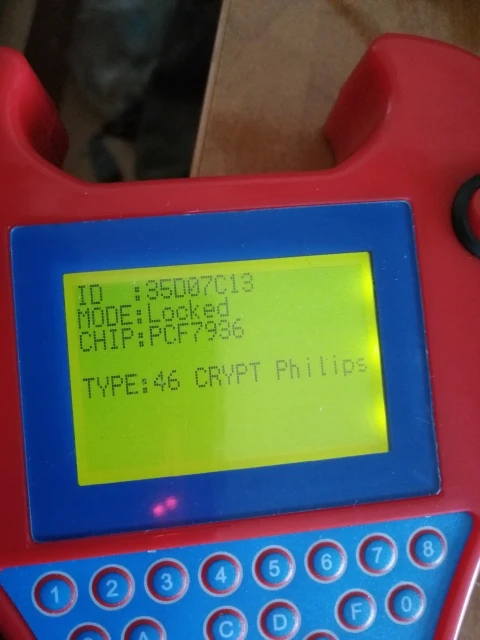 ID :35D07C13
MODE:Locked
CHIP:PCF7936
TYPE:46 CRYPT Philips
1 2 3 4 5 6 7 8
A C D F 0